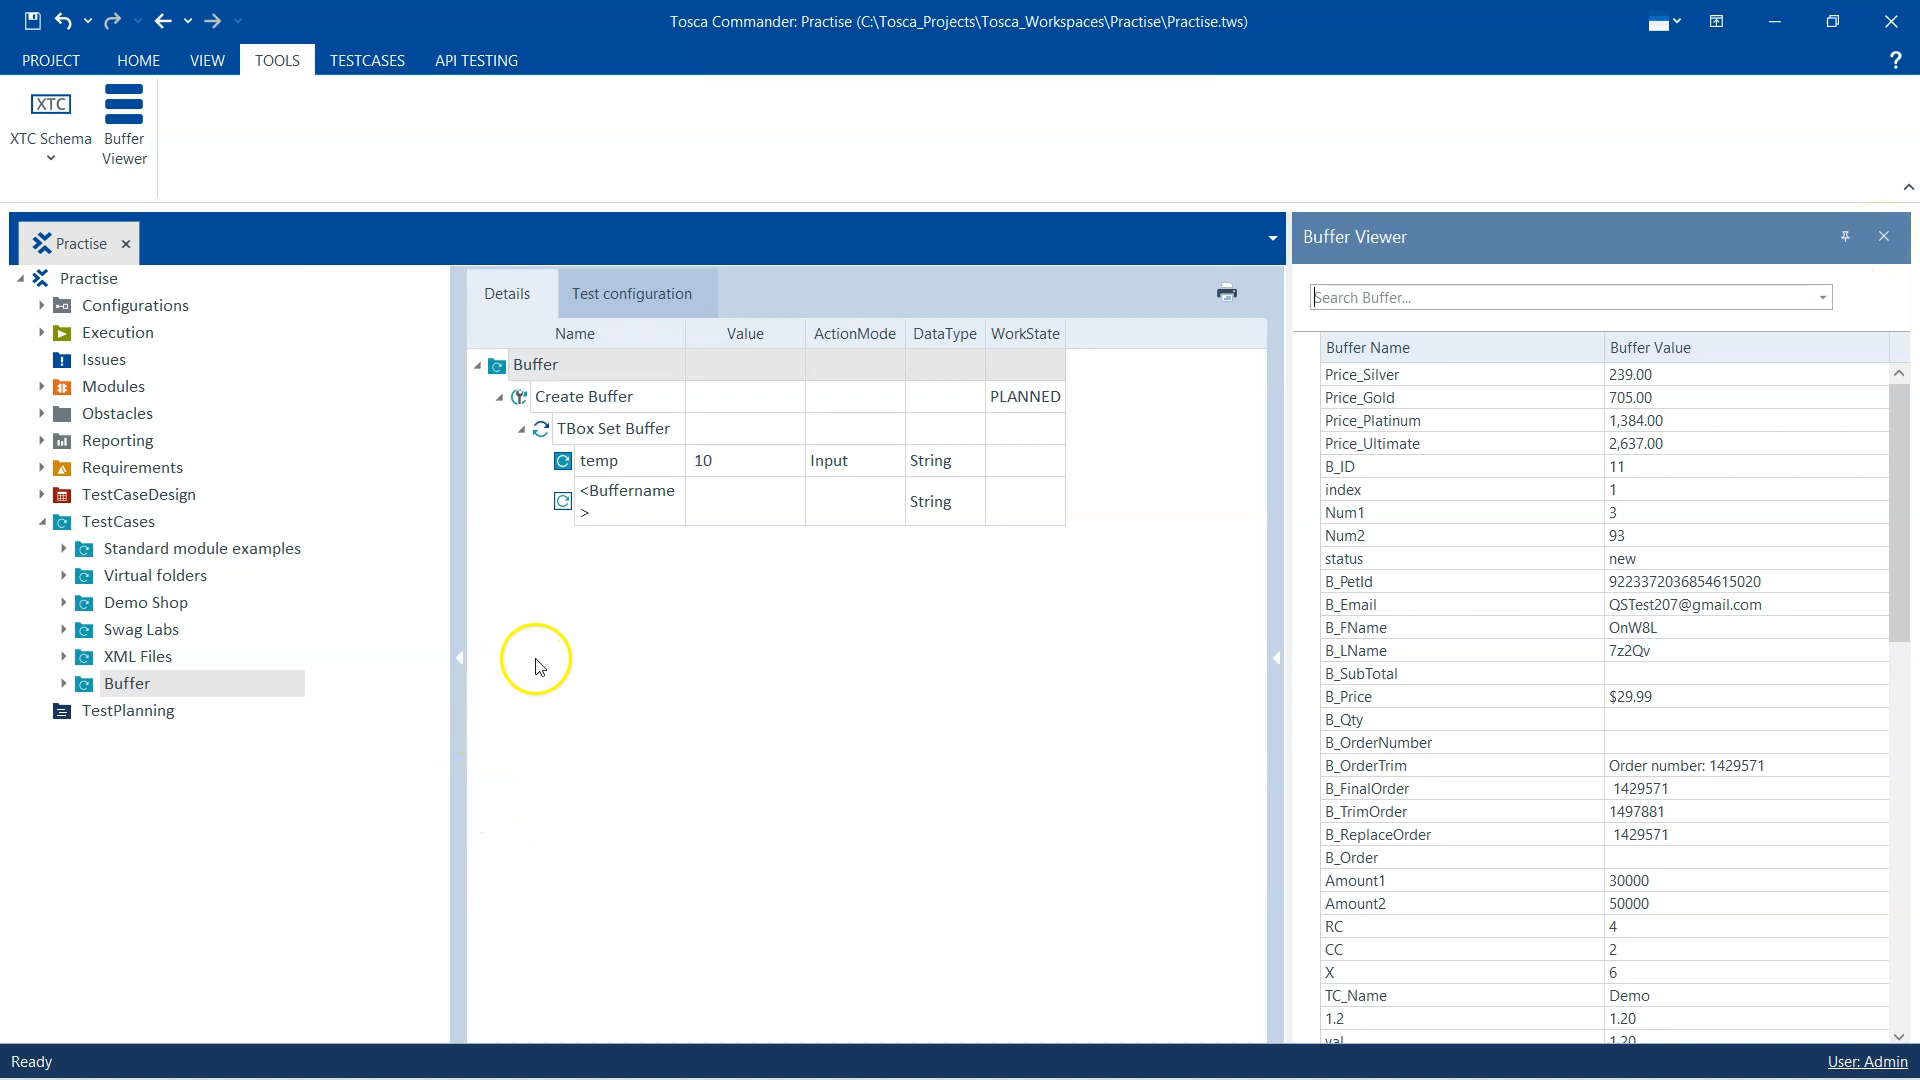 Tosca Commander: Practise (C:\Tosca_Projects\Tosca_Workspaces\Practise\Practise.tws)
PROJECT HOME VIEW TOOLS TESTCASES API TESTING ?
XTC
XTC Schema
Buffer
Viewer
Practise
Practise
Configurations
Execution
Issues
Modules
Obstacles
Reporting
Requirements
TestCaseDesign
TestCases
Standard module examples
Virtual folders
Demo Shop
Swag Labs
XML Files
Buffer
TestPlanning
Details Test configuration
Name Value ActionMode DataType WorkState
Buffer
Create Buffer PLANNED
TBox Set Buffer
temp 10 Input String
<Buffername
> String
Buffer Viewer
Search Buffer...
Buffer Name Buffer Value
Price_Silver 239.00
Price_Gold 705.00
Price_Platinum 1,384.00
Price_Ultimate 2,637.00
B_ID 11
index 1
Num1 3
Num2 93
status new
B_PetId 9223372036854615020
B_Email QSTest207@gmail.com
B_FName OnW8L
B_LName 7z2Qv
B_SubTotal
B_Price $29.99
B_Qty
B_OrderNumber
B_OrderTrim Order number: 1429571
B_FinalOrder 1429571
B_TrimOrder 1497881
B_ReplaceOrder 1429571
B_Order
Amount1 30000
Amount2 50000
RC 4
CC 2
X 6
TC_Name Demo
1.2 1.20
val 1.20
Ready User: Admin